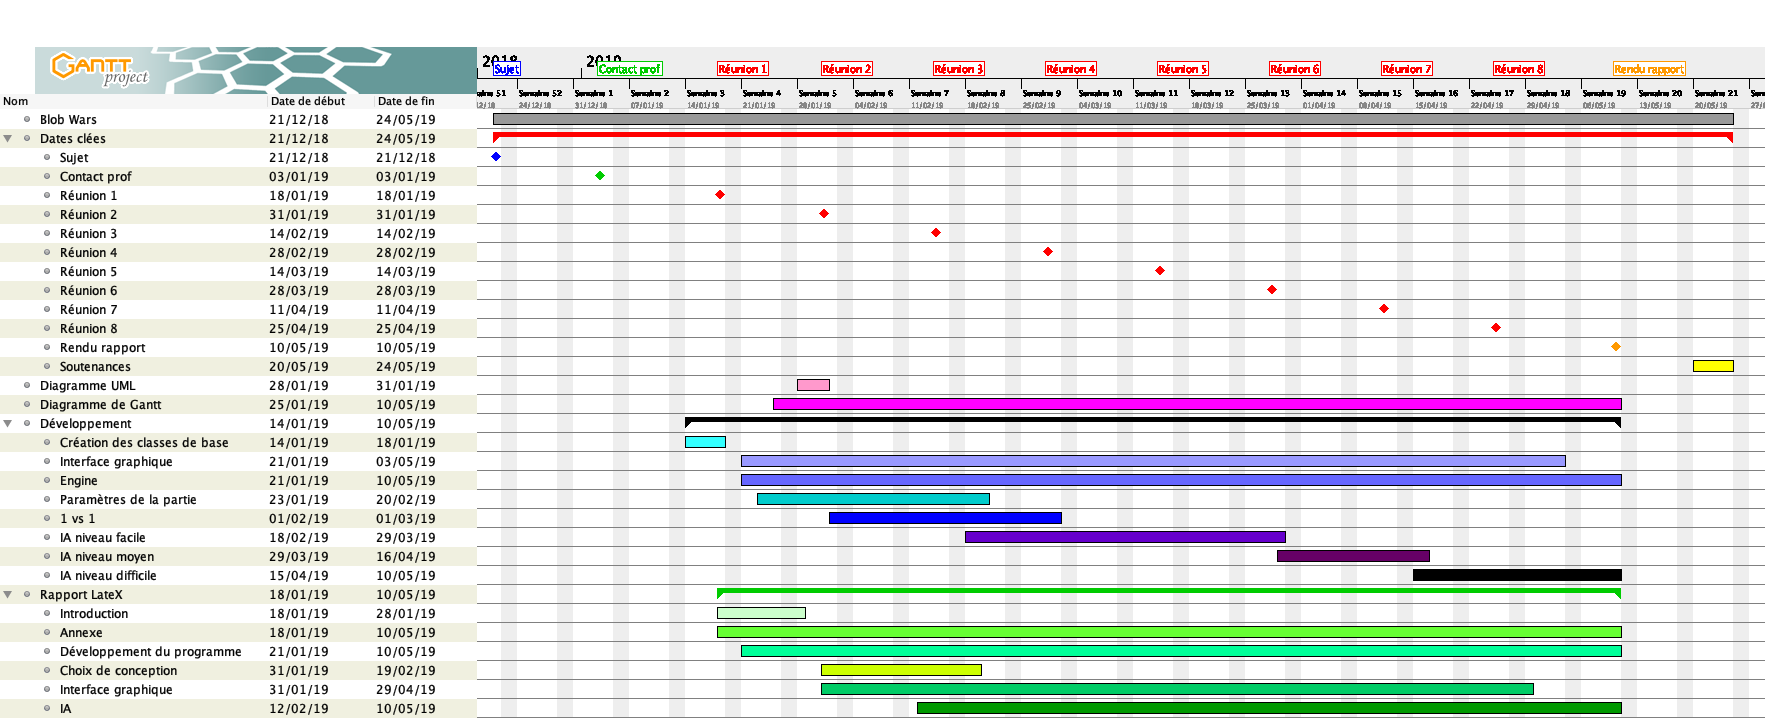 GANTT project
2018 2019
Sujet Contact prof Réunion 1 Réunion 2 Réunion 3 Réunion 4 Réunion 5 Réunion 6 Réunion 7 Réunion 8 Rendu rapport
51 Semaine 52 Semaine 1 Semaine 2 Semaine 3 Semaine 4 Semaine 5 Semaine 6 Semaine 7 Semaine 8 Semaine 9 Semaine 10 Semaine 11 Semaine 12 Semaine 13 Semaine 14 Semaine 15 Semaine 16 Semaine 17 Semaine 18 Semaine 19 Semaine 20 Semaine 21
Nom Date de début Date de fin 12/18 24/12/18 31/12/18 07/01/19 14/01/19 21/01/19 28/01/19 04/02/19 11/02/19 18/02/19 25/02/19 04/03/19 11/03/19 18/03/19 25/03/19 01/04/19 08/04/19 15/04/19 22/04/19 29/04/19 06/05/19 13/05/19 20/05/19 27/0
Blob Wars 21/12/18 24/05/19
Dates clées 21/12/18 24/05/19
Sujet 21/12/18 21/12/18
Contact prof 03/01/19 03/01/19
Réunion 1 18/01/19 18/01/19
Réunion 2 31/01/19 31/01/19
Réunion 3 14/02/19 14/02/19
Réunion 4 28/02/19 28/02/19
Réunion 5 14/03/19 14/03/19
Réunion 6 28/03/19 28/03/19
Réunion 7 11/04/19 11/04/19
Réunion 8 25/04/19 25/04/19
Rendu rapport 10/05/19 10/05/19
Soutenances 20/05/19 24/05/19
Diagramme UML 28/01/19 31/01/19
Diagramme de Gantt 25/01/19 10/05/19
Développement 14/01/19 10/05/19
Création des classes de base 14/01/19 18/01/19
Interface graphique 21/01/19 03/05/19
Engine 21/01/19 10/05/19
Paramètres de la partie 23/01/19 20/02/19
1 vs 1 01/02/19 01/03/19
IA niveau facile 18/02/19 29/03/19
IA niveau moyen 29/03/19 16/04/19
IA niveau difficile 15/04/19 10/05/19
Rapport LateX 18/01/19 10/05/19
Introduction 18/01/19 28/01/19
Annexe 18/01/19 10/05/19
Développement du programme 21/01/19 10/05/19
Choix de conception 31/01/19 19/02/19
Interface graphique 31/01/19 29/04/19
IA 12/02/19 10/05/19